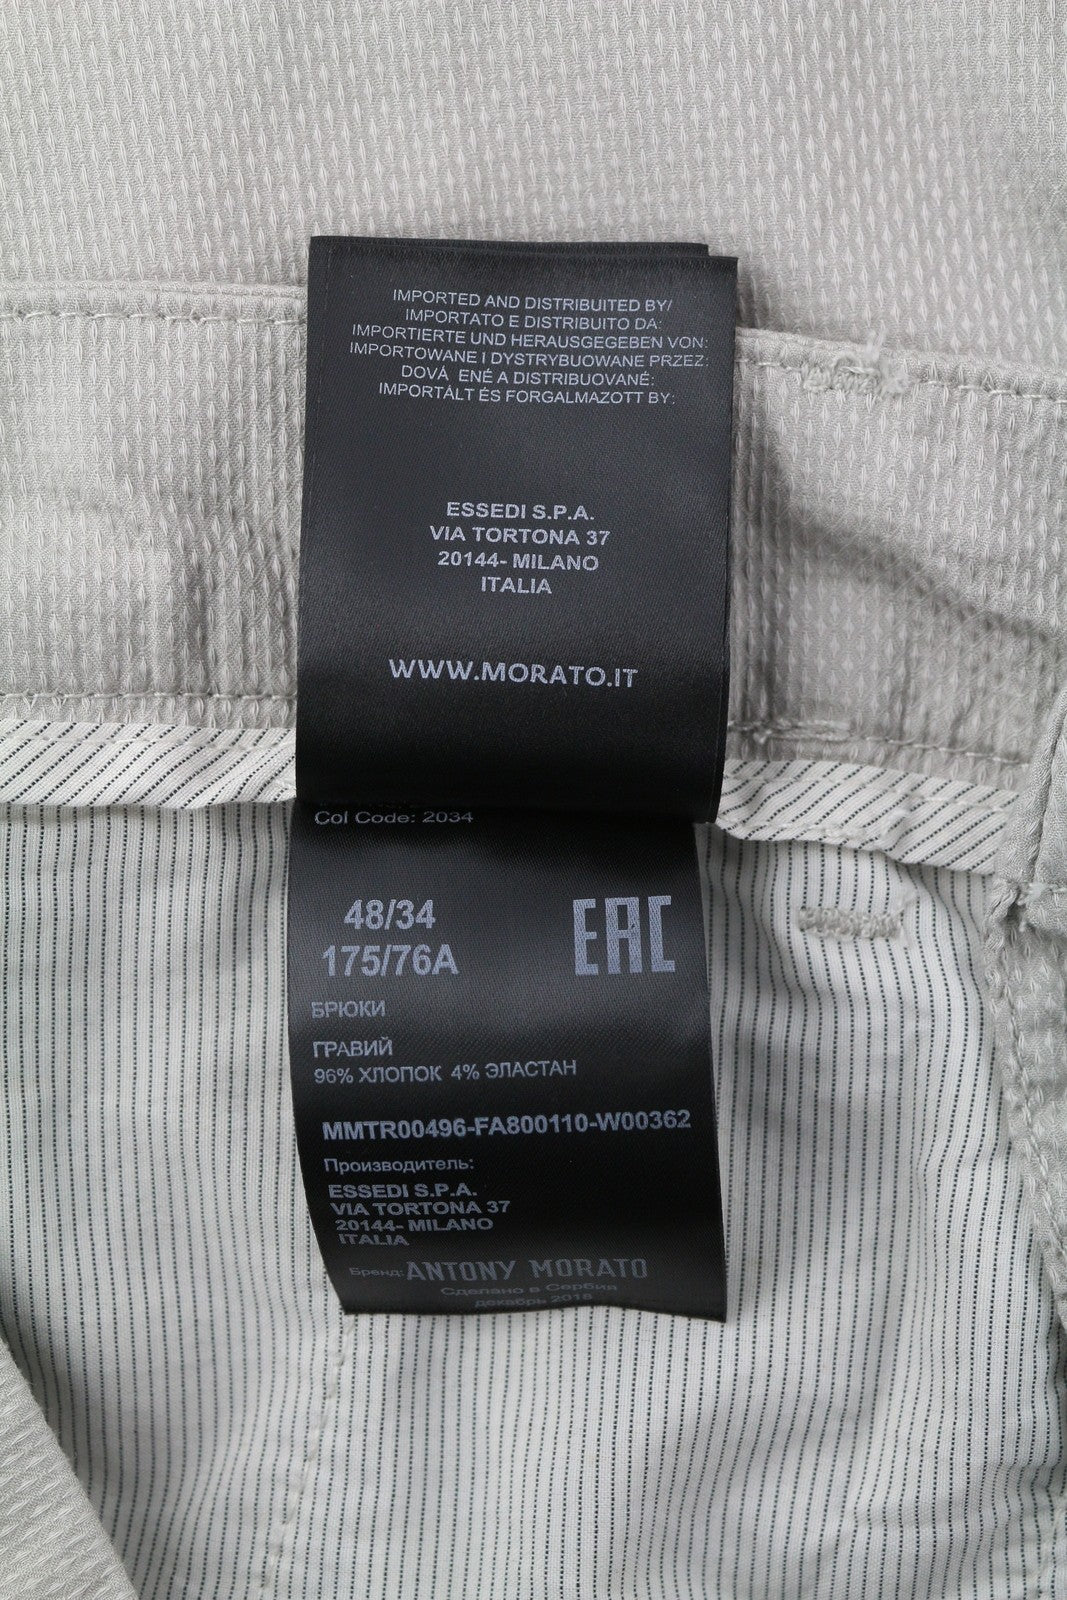 IMPORTED AND DISTRIBUITED BY/
IMPORTATO E DISTRIBUITO DA:
IMPORTIERTE UND HERAUSGEGEBEN VON:
IMPORTOWANE I DYSTRYBUOWANE PRZEZ:
DOVÁ ENÉ A DISTRIBUOVANÉ:
IMPORTÁLT ÉS FORGALMAZOTT BY:
ESSEDI S.P.A.
VIA TORTONA 37
20144- MILANO
ITALIA
WWW.MORATO.IT
Col Code: 2034
48/34
175/76A
EAC
БРЮКИ
ГРАВИЙ
96% ХЛОПОК 4% ЭЛАСТАН
MMTR00496-FA800110-W00362
Производитель:
ESSEDI S.P.A.
VIA TORTONA 37
20144- MILANO
ITALIA
Бренд: ANTONY MORATO
Сделано в Сербия
декабрь 2018